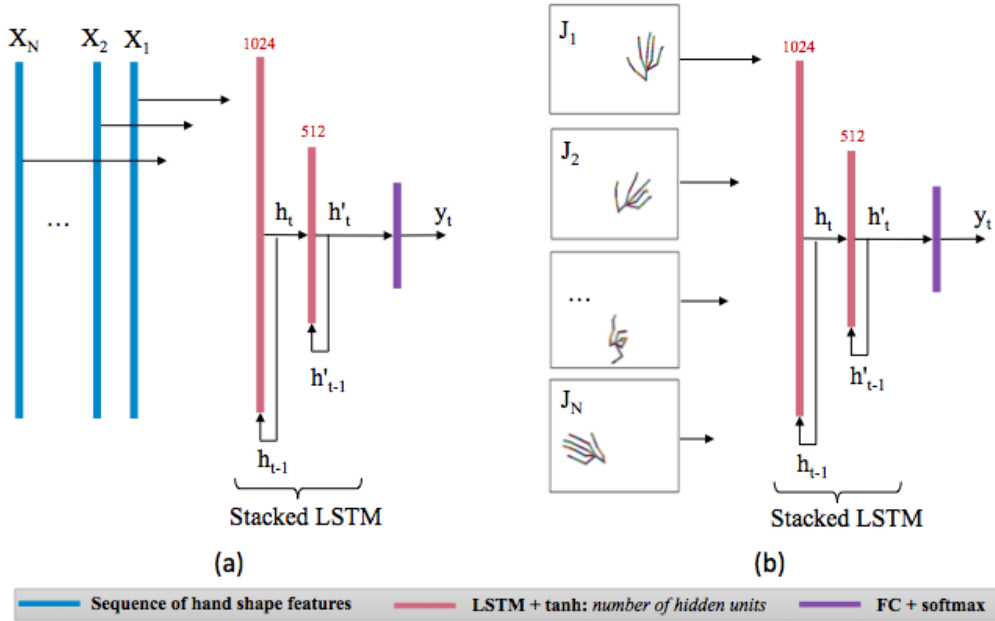 X_N X_2 X_1
1024
512
...
h_t
h'_t
y_t
h'_{t-1}
h_{t-1}
Stacked LSTM
(a)
J_1
J_2
...
J_N
1024
512
h_t
h'_t
y_t
h'_{t-1}
h_{t-1}
Stacked LSTM
(b)
Sequence of hand shape features LSTM + tanh: number of hidden units FC + softmax